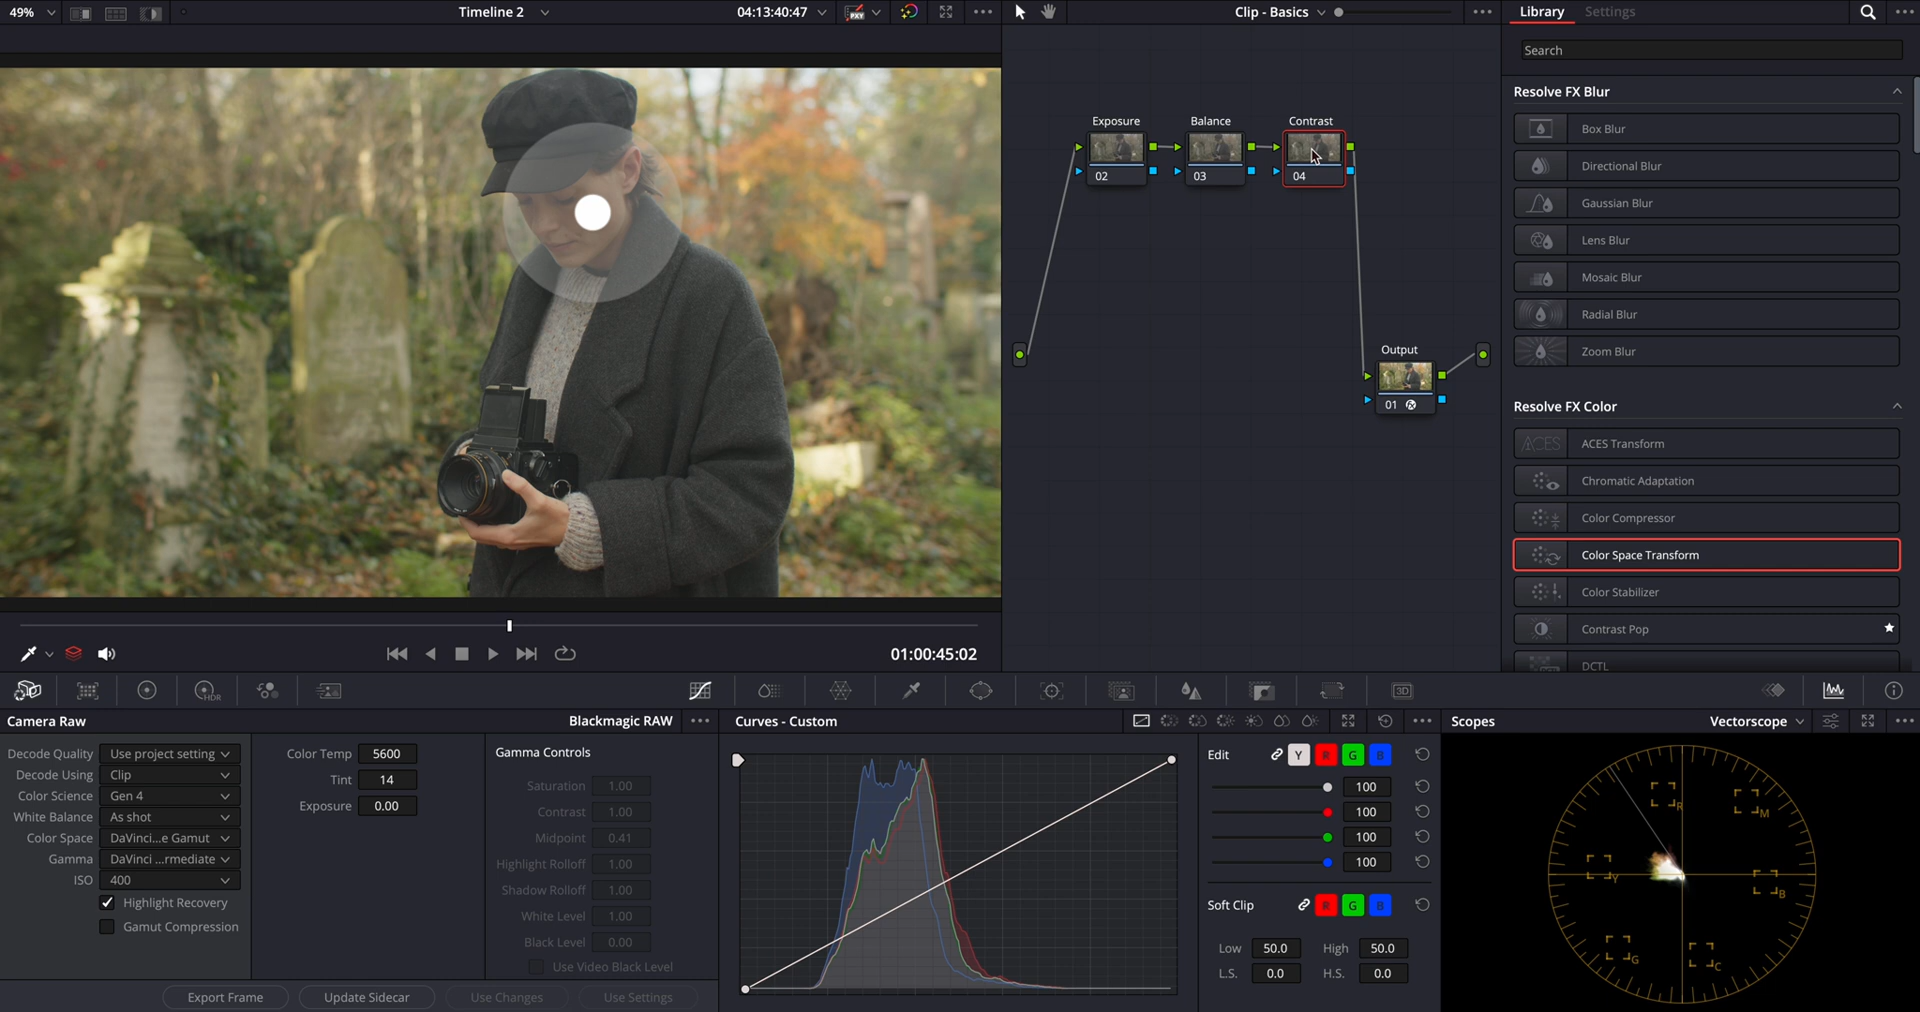 49%
Timeline 2
04:13:40:47
PXY
Clip - Basics
Library
Settings
Search
Resolve FX Blur
Box Blur
Directional Blur
Gaussian Blur
Lens Blur
Mosaic Blur
Radial Blur
Zoom Blur
Resolve FX Color
ACES
ACES Transform
Chromatic Adaptation
Color Compressor
Color Space Transform
Color Stabilizer
Contrast Pop
DCTL
Exposure
Balance
Contrast
02
03
04
Output
01
01:00:45:02
HDR
3D
Camera Raw
Blackmagic RAW
Decode Quality
Use project setting
Decode Using
Clip
Color Science
Gen 4
White Balance
As shot
Color Space
DaVinci...e Gamut
Gamma
DaVinci ...rmediate
ISO
400
Highlight Recovery
Gamut Compression
Color Temp
5600
Tint
14
Exposure
0.00
Gamma Controls
Saturation
1.00
Contrast
1.00
Midpoint
0.41
Highlight Rolloff
1.00
Shadow Rolloff
1.00
White Level
1.00
Black Level
0.00
Use Video Black Level
Export Frame
Update Sidecar
Use Changes
Use Settings
Curves - Custom
Edit
Y
R
G
B
100
100
100
100
Soft Clip
R
G
B
Low
50.0
High
50.0
L.S.
0.0
H.S.
0.0
Scopes
Vectorscope
R
M
Y
B
G
C